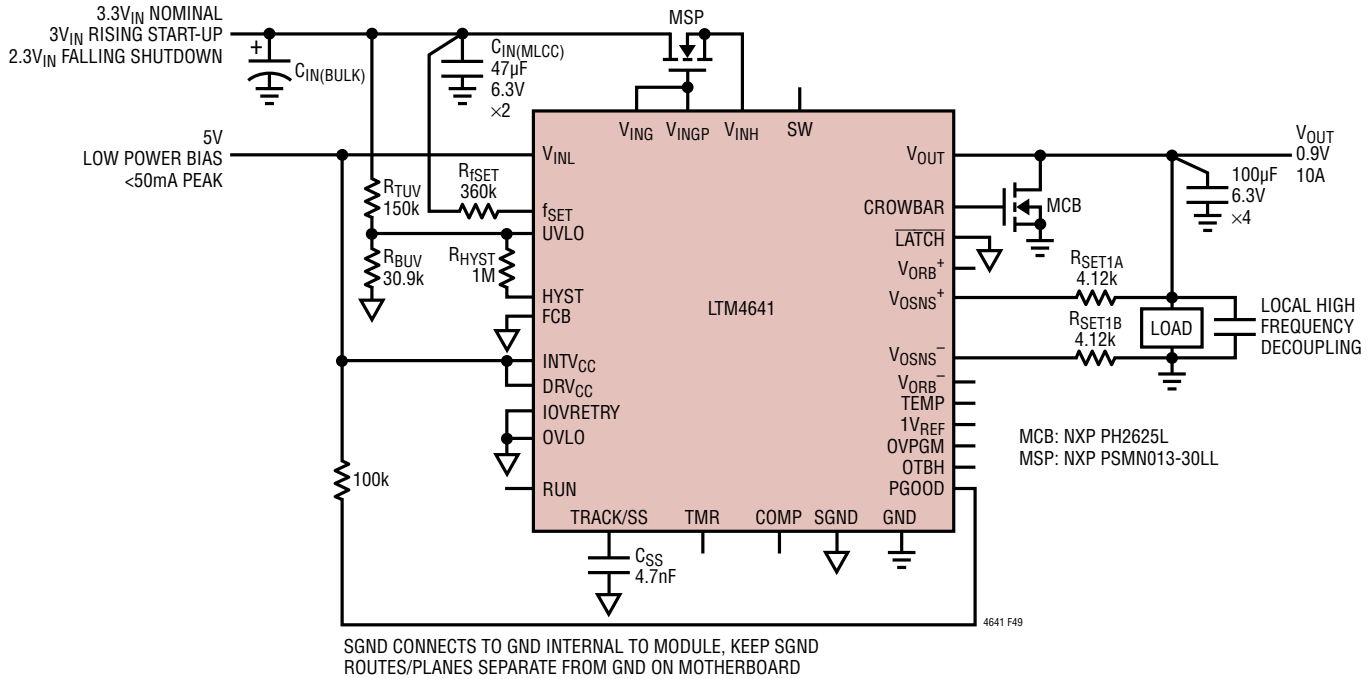 3.3VIN NOMINAL
3VIN RISING START-UP
2.3VIN FALLING SHUTDOWN
+
CIN(BULK)
CIN(MLCC)
47µF
6.3V
×2
MSP
VING
VINGP
VINH
SW
5V
LOW POWER BIAS
<50mA PEAK
RTUV
150k
RfSET
360k
RBUV
30.9k
RHYST
1M
100k
VINL
fSET
UVLO
HYST
FCB
INTVCC
DRVCC
IOVRETRY
OVLO
RUN
LTM4641
TRACK/SS
TMR
COMP
SGND
GND
CSS
4.7nF
VOUT
CROWBAR
LATCH
VORB+
VOSNS+
VOSNS−
VORB−
TEMP
1VREF
OVPGM
OTBH
PGOOD
MCB
VOUT
0.9V
10A
100µF
6.3V
×4
RSET1A
4.12k
RSET1B
4.12k
LOAD
LOCAL HIGH
FREQUENCY
DECOUPLING
MCB: NXP PH2625L
MSP: NXP PSMN013-30LL
4641 F49
SGND CONNECTS TO GND INTERNAL TO MODULE, KEEP SGND
ROUTES/PLANES SEPARATE FROM GND ON MOTHERBOARD